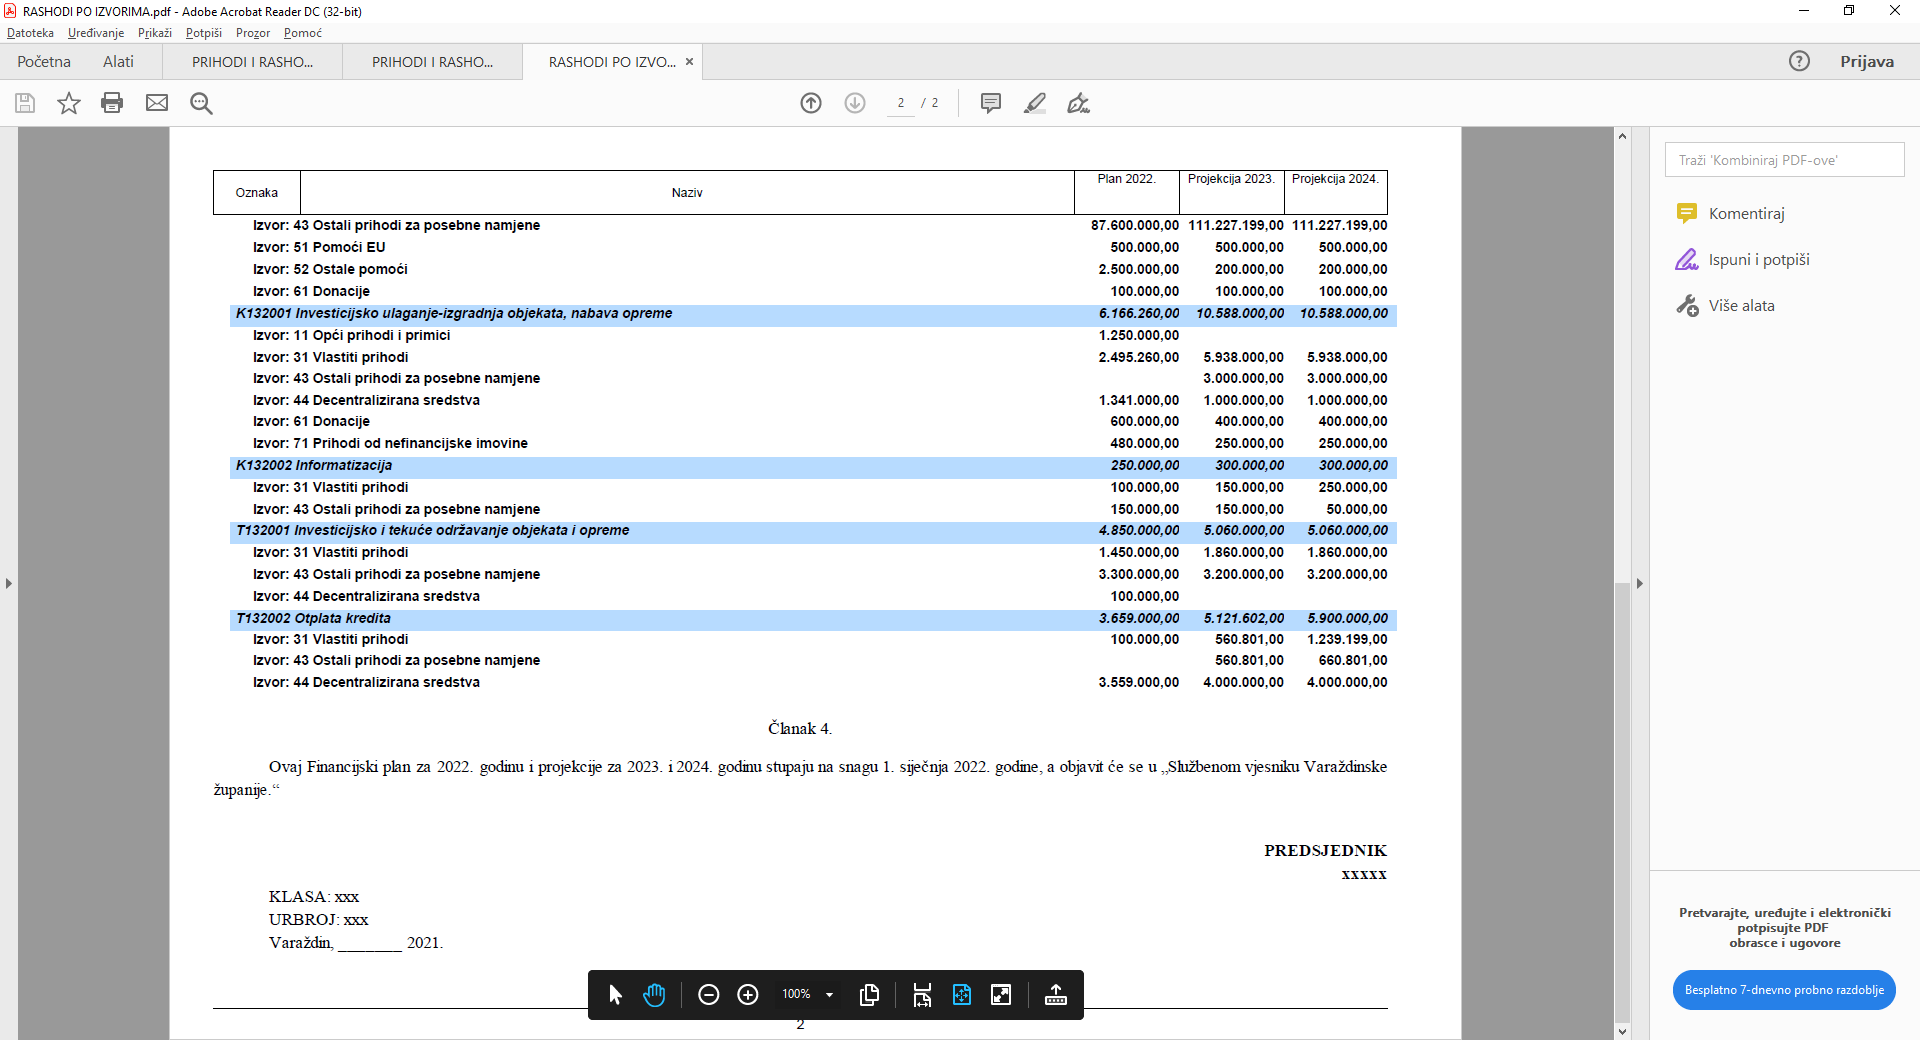 RASHODI PO IZVORIMA.pdf - Adobe Acrobat Reader DC (32-bit)
Datoteka Uređivanje Prikaži Potpiši Prozor Pomoć
Početna Alati PRIHODI I RASHO... PRIHODI I RASHO... RASHODI PO IZVO... Prijava
2 / 2
Oznaka Naziv Plan 2022. Projekcija 2023. Projekcija 2024.
Izvor: 43 Ostali prihodi za posebne namjene 87.600.000,00 111.227.199,00 111.227.199,00
Izvor: 51 Pomoći EU 500.000,00 500.000,00 500.000,00
Izvor: 52 Ostale pomoći 2.500.000,00 200.000,00 200.000,00
Izvor: 61 Donacije 100.000,00 100.000,00 100.000,00
K132001 Investicijsko ulaganje-izgradnja objekata, nabava opreme 6.166.260,00 10.588.000,00 10.588.000,00
Izvor: 11 Opći prihodi i primici 1.250.000,00
Izvor: 31 Vlastiti prihodi 2.495.260,00 5.938.000,00 5.938.000,00
Izvor: 43 Ostali prihodi za posebne namjene 3.000.000,00 3.000.000,00
Izvor: 44 Decentralizirana sredstva 1.341.000,00 1.000.000,00 1.000.000,00
Izvor: 61 Donacije 600.000,00 400.000,00 400.000,00
Izvor: 71 Prihodi od nefinancijske imovine 480.000,00 250.000,00 250.000,00
K132002 Informatizacija 250.000,00 300.000,00 300.000,00
Izvor: 31 Vlastiti prihodi 100.000,00 150.000,00 250.000,00
Izvor: 43 Ostali prihodi za posebne namjene 150.000,00 150.000,00 50.000,00
T132001 Investicijsko i tekuće održavanje objekata i opreme 4.850.000,00 5.060.000,00 5.060.000,00
Izvor: 31 Vlastiti prihodi 1.450.000,00 1.860.000,00 1.860.000,00
Izvor: 43 Ostali prihodi za posebne namjene 3.300.000,00 3.200.000,00 3.200.000,00
Izvor: 44 Decentralizirana sredstva 100.000,00
T132002 Otplata kredita 3.659.000,00 5.121.602,00 5.900.000,00
Izvor: 31 Vlastiti prihodi 100.000,00 560.801,00 1.239.199,00
Izvor: 43 Ostali prihodi za posebne namjene 560.801,00 660.801,00
Izvor: 44 Decentralizirana sredstva 3.559.000,00 4.000.000,00 4.000.000,00
Članak 4.
Ovaj Financijski plan za 2022. godinu i projekcije za 2023. i 2024. godinu stupaju na snagu 1. siječnja 2022. godine, a objavit će se u „Službenom vjesniku Varaždinske
županije.“
PREDSJEDNIK
xxxxx
KLASA: xxx
URBROJ: xxx
Varaždin, _______ 2021.
100%
2
Traži 'Kombiniraj PDF-ove'
Komentiraj
Ispuni i potpiši
Više alata
Pretvarajte, uređujte i elektronički
potpisujte PDF
obrasce i ugovore
Besplatno 7-dnevno probno razdoblje